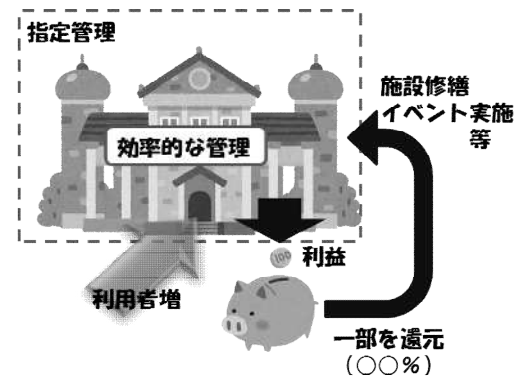 指定管理
施設修繕
イベント実施
等
効率的な管理
100
利益
利用者増
一部を還元
(○○%)